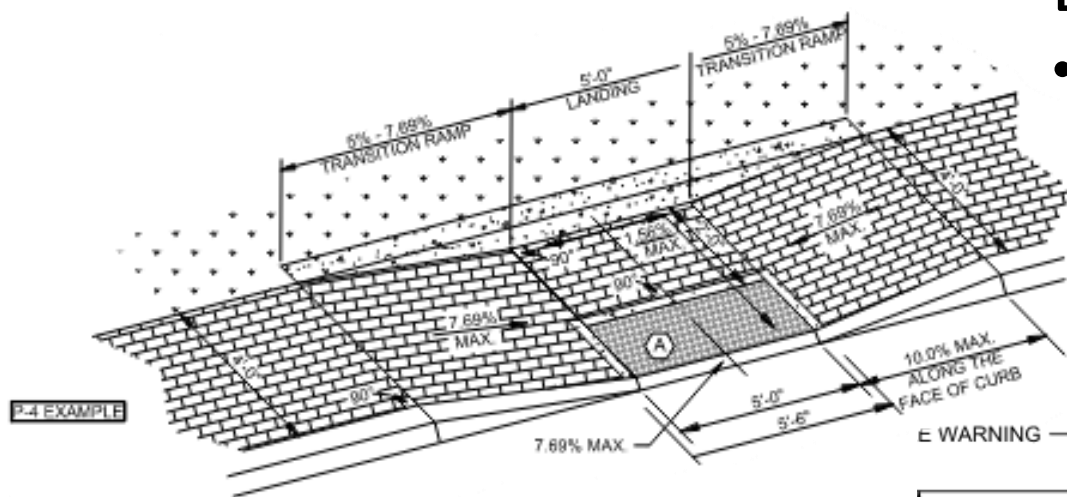 5% - 7.69%
TRANSITION RAMP
5'-0"
LANDING
5% - 7.69%
TRANSITION RAMP
90°
1.56%
MAX.
7.69%
MAX.
90°
7.69%
MAX.
A
90°
P-4 EXAMPLE
7.69% MAX.
5'-0"
5'-6"
10.0% MAX.
ALONG THE
FACE OF CURB
E WARNING